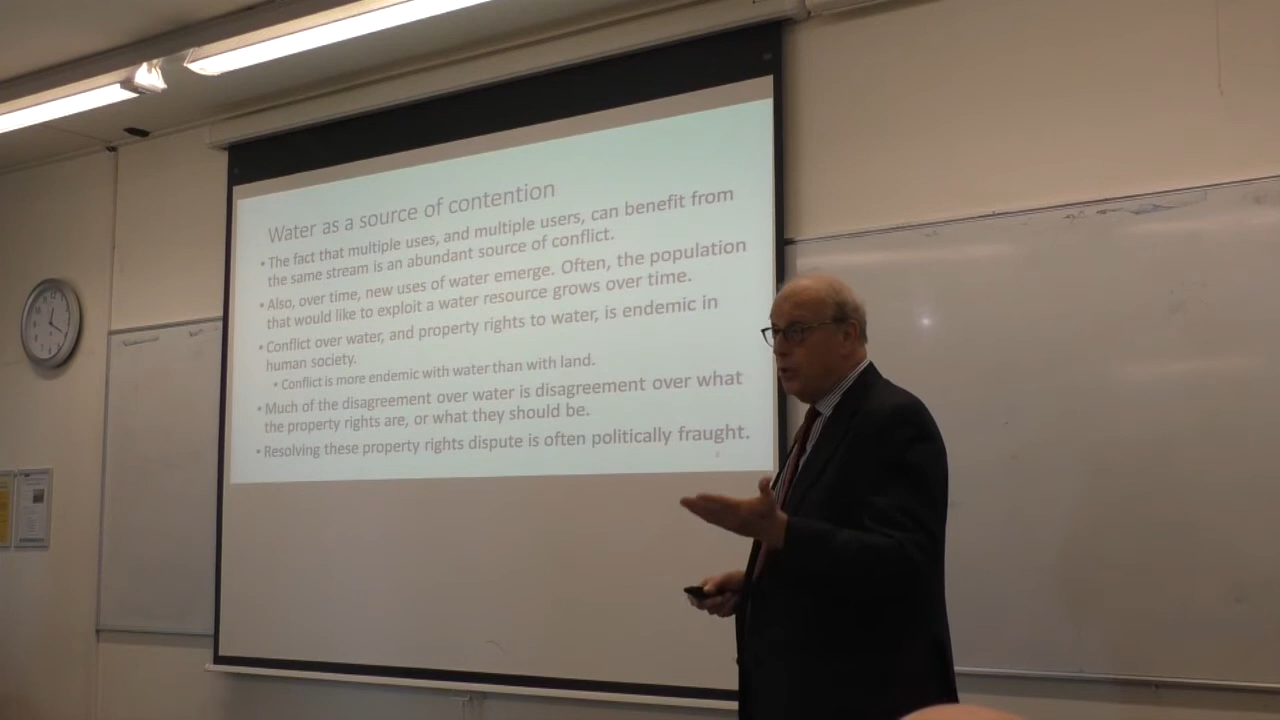 Water as a source of contention
• The fact that multiple uses, and multiple users, can benefit from
the same stream is an abundant source of conflict.
• Also, over time, new uses of water emerge. Often, the population
that would like to exploit a water resource grows over time.
• Conflict over water, and property rights to water, is endemic in
human society.
• Conflict is more endemic with water than with land.
• Much of the disagreement over water is disagreement over what
the property rights are, or what they should be.
• Resolving these property rights dispute is often politically fraught.